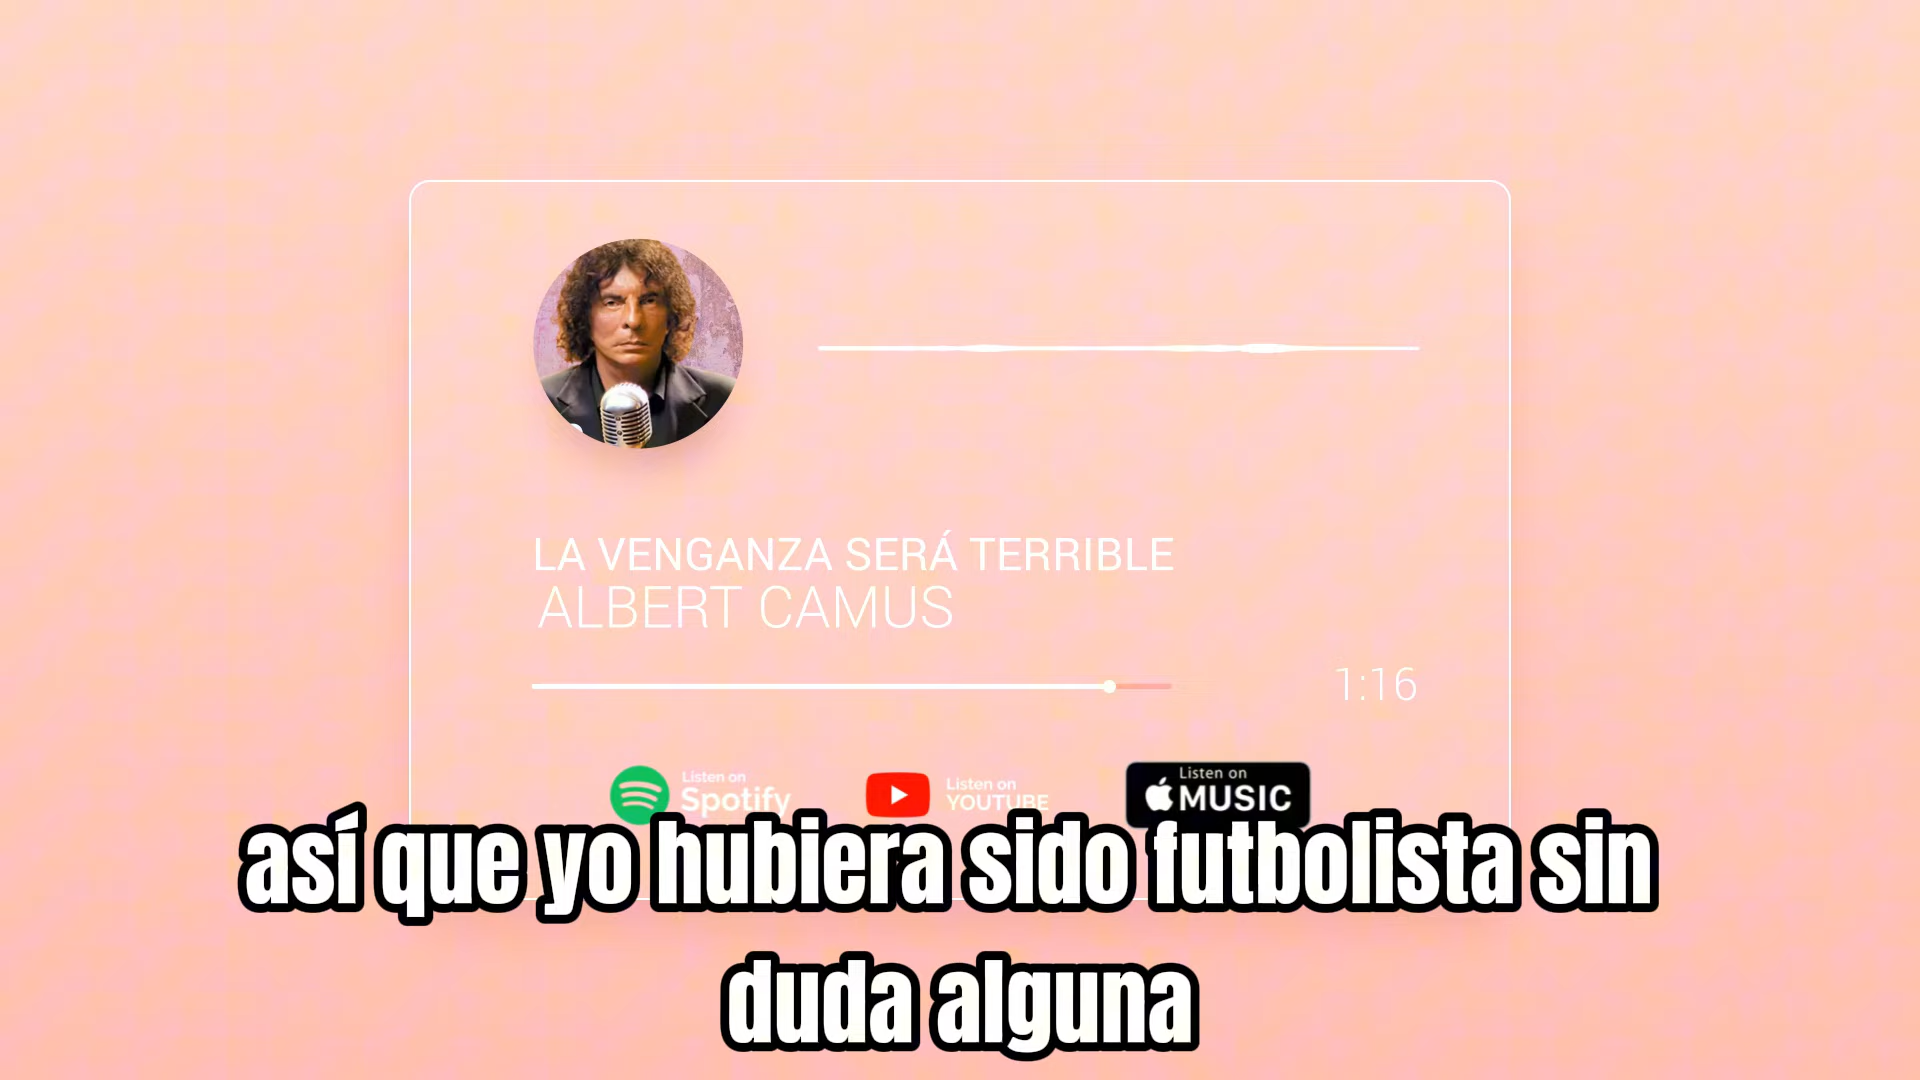 LA VENGANZA SERÁ TERRIBLE
ALBERT CAMUS
1:16
Listen on
Spotify
Listen on
YOUTUBE
Listen on
MUSIC
así que yo hubiera sido futbolista sin
duda alguna